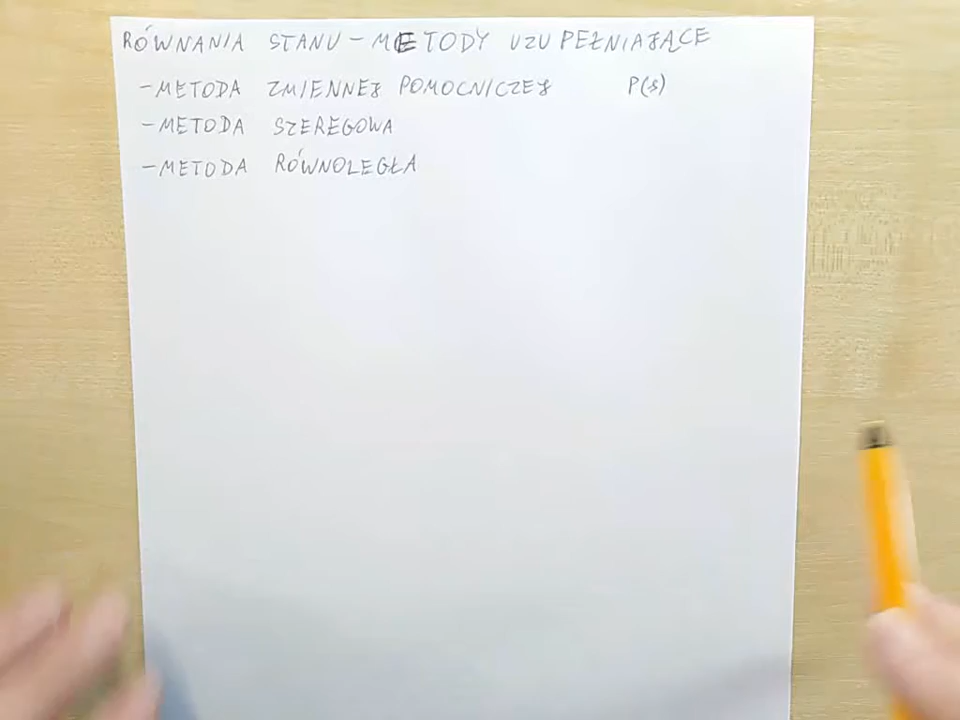 RÓWNANIA STANU - METODY UZUPEŁNIAJĄCE
- METODA ZMIENNEJ POMOCNICZEJ P(s)
- METODA SZEREGOWA
- METODA RÓWNOLEGŁA